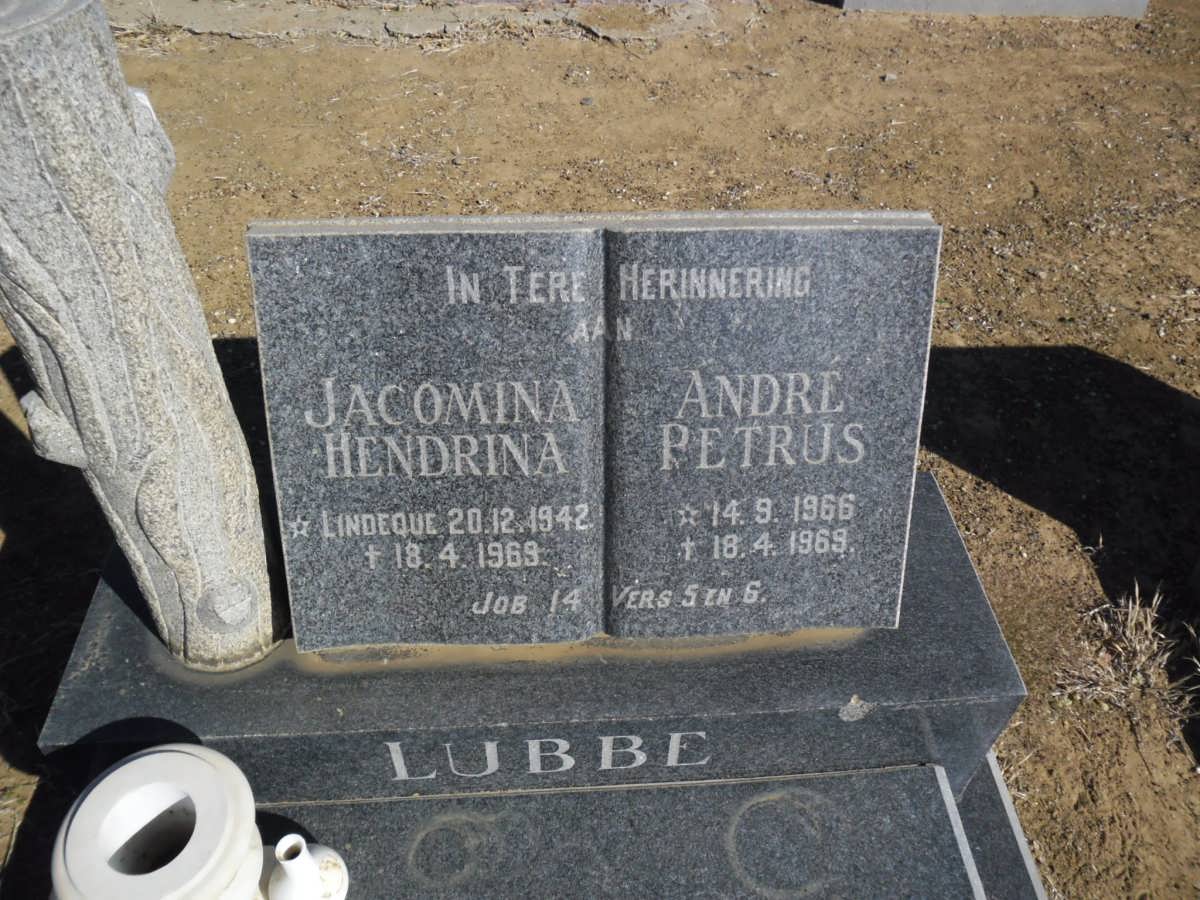 IN TERE HERINNERING
AAN
JACOMINA
HENDRINA
☆ LINDEQUE 20.12.1942.
† 18.4.1969.
ANDRÉ
PETRUS
☆ 14.9.1966
† 18.4.1969.
JOB 14 VERS 5 EN 6.
LUBBE